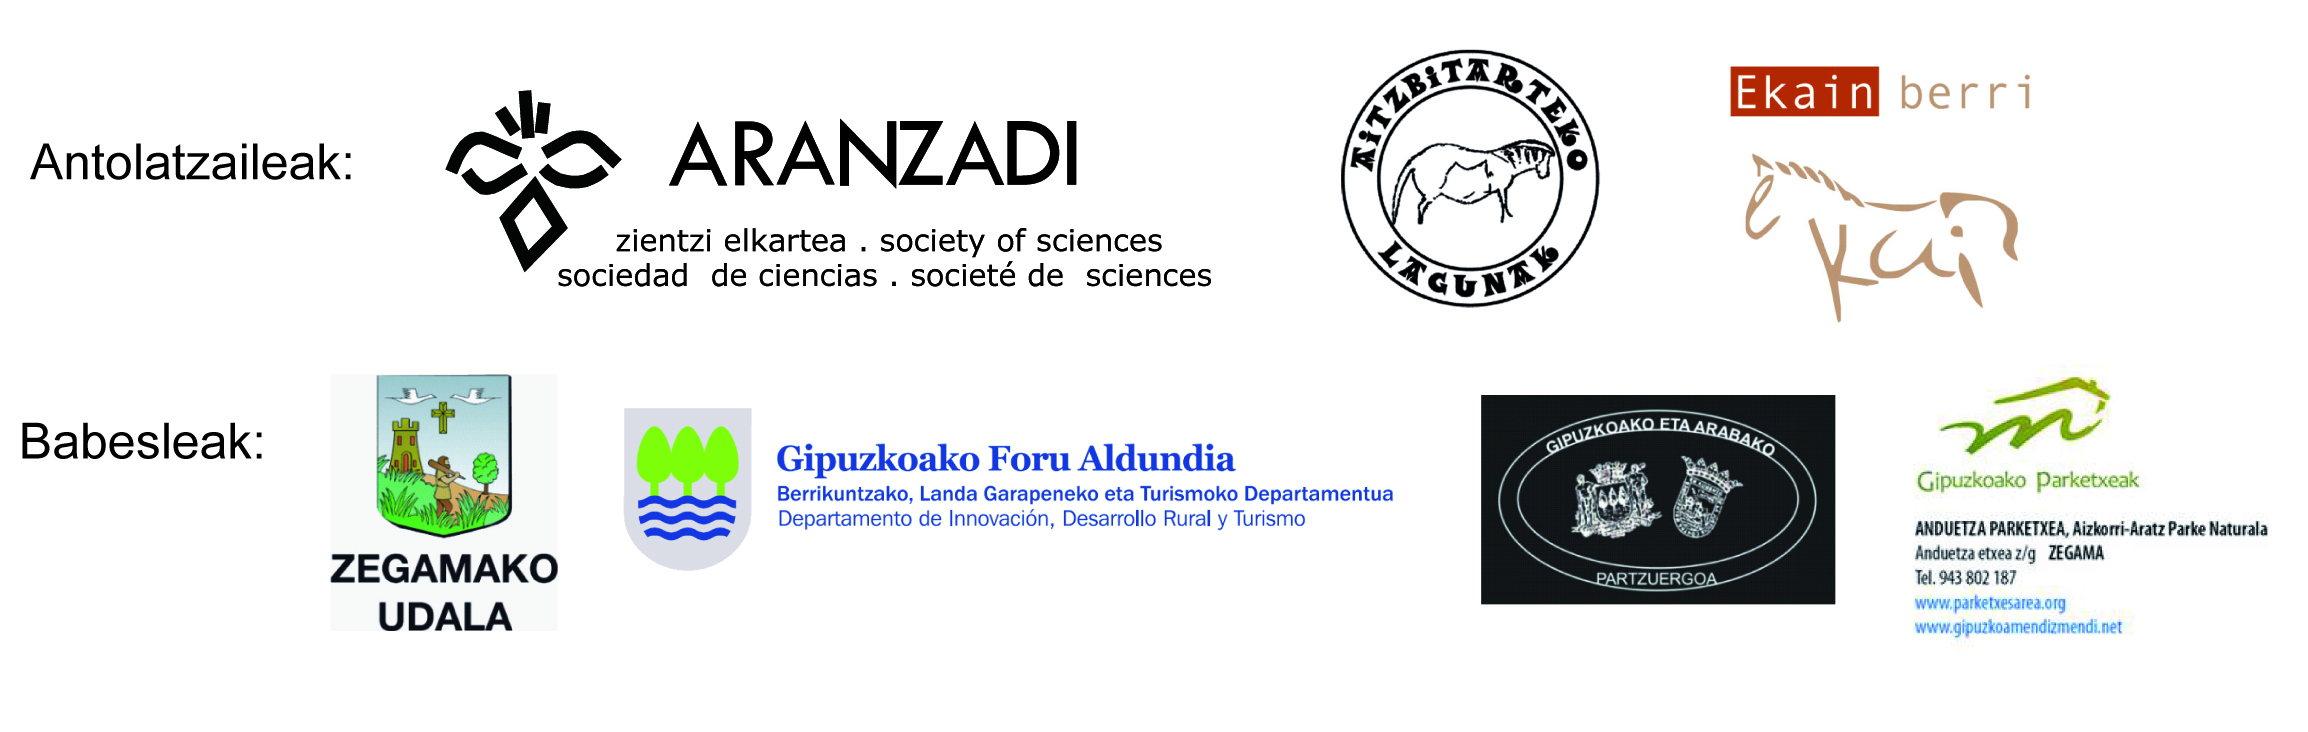 Antolatzaileak:
ARANZADI
zientzi elkartea . society of sciences
sociedad de ciencias . societé de sciences
AiTZBiTARTEKO
LAGUNAK
Ekain berri
Kai
Babesleak:
ZEGAMAKO
UDALA
Gipuzkoako Foru Aldundia
Berrikuntzako, Landa Garapeneko eta Turismoko Departamentua
Departamento de Innovación, Desarrollo Rural y Turismo
GIPUZKOAKO ETA ARABAKO
PARTZUERGOA
Gipuzkoako Parketxeak
ANDUETZA PARKETXEA, Aizkorri-Aratz Parke Naturala
Anduetza etxea z/g ZEGAMA
Tel. 943 802 187
www.parketxesarea.org
www.gipuzkoamendizmendi.net